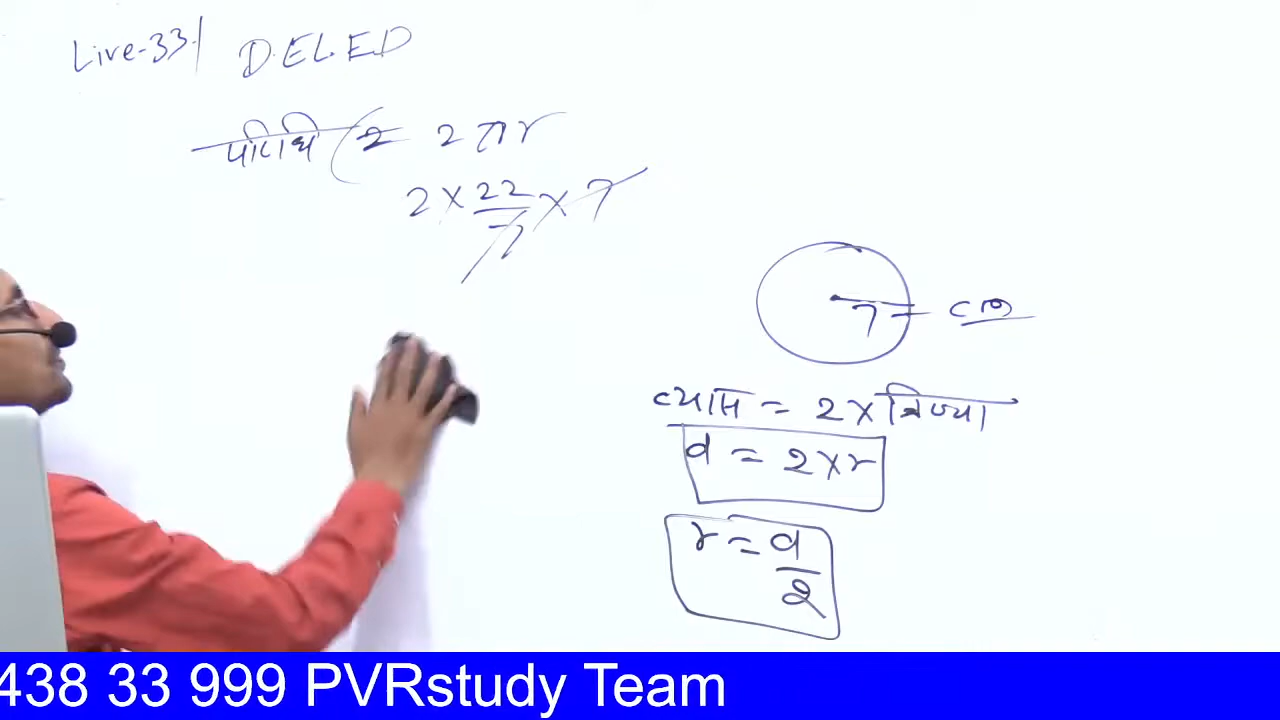 Live-33 | D.EL.ED
परिधि = 2πr
2 × 22/7 × 7
7 cm
व्यास = 2 × त्रिज्या
d = 2 × r
r = d/2
438 33 999 PVRstudy Team